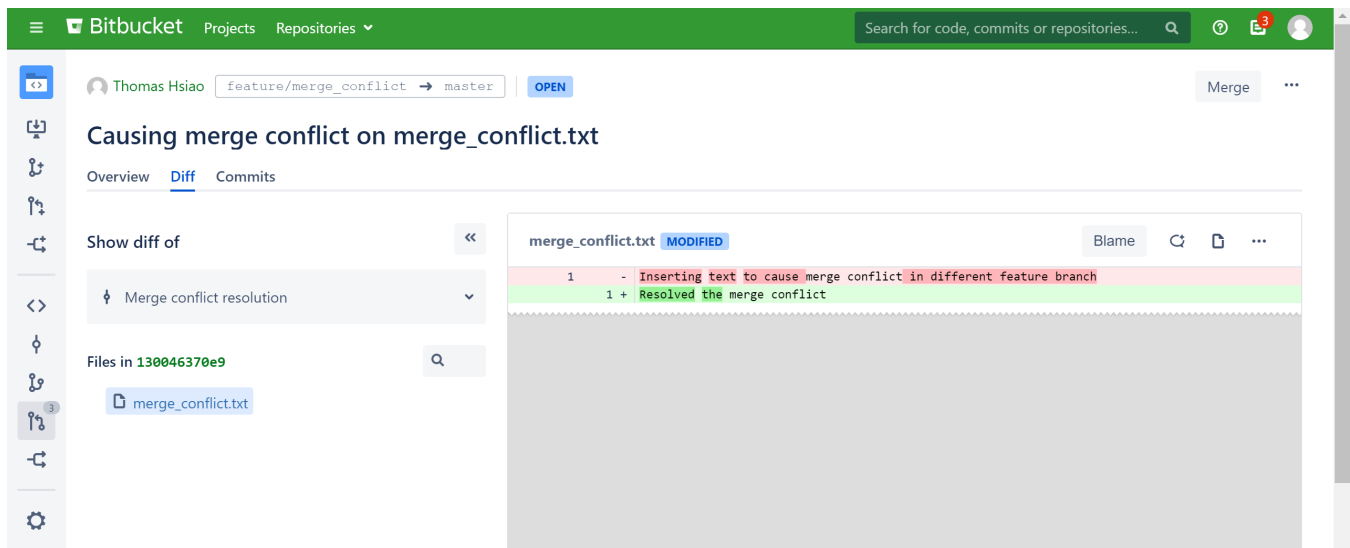 Bitbucket Projects Repositories Search for code, commits or repositories... 3
Thomas Hsiao feature/merge_conflict → master OPEN Merge
Causing merge conflict on merge_conflict.txt
Overview Diff Commits
Show diff of
Merge conflict resolution
Files in 130046370e9
merge_conflict.txt
3
merge_conflict.txt MODIFIED Blame
1 - Inserting text to cause merge conflict in different feature branch
1 + Resolved the merge conflict